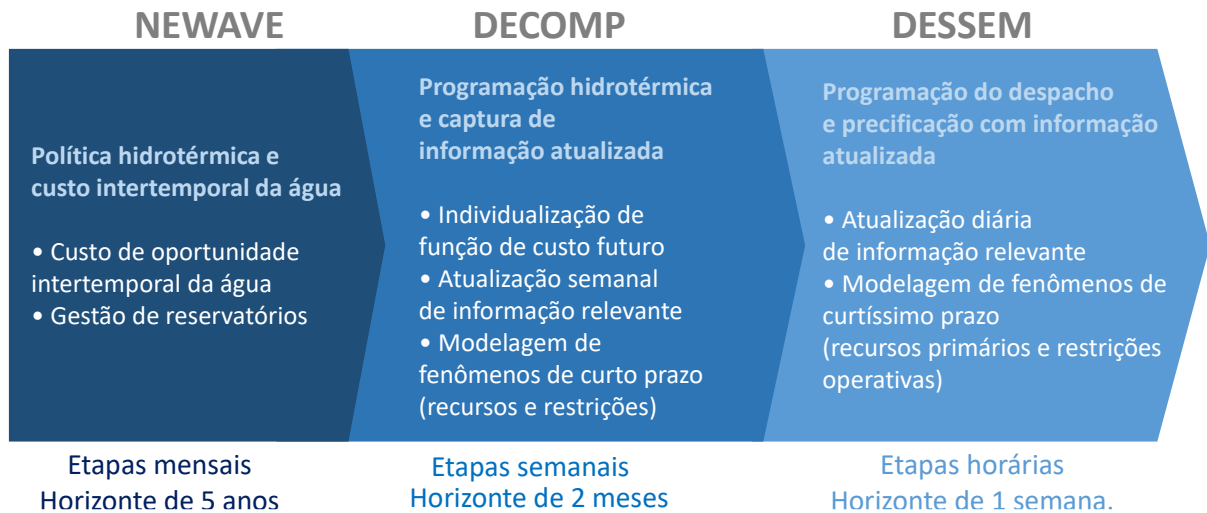 NEWAVE
Política hidrotérmica e
custo intertemporal da água
• Custo de oportunidade
intertemporal da água
• Gestão de reservatórios
Etapas mensais
Horizonte de 5 anos
DECOMP
Programação hidrotérmica
e captura de
informação atualizada
• Individualização de
função de custo futuro
• Atualização semanal
de informação relevante
• Modelagem de
fenômenos de curto prazo
(recursos e restrições)
Etapas semanais
Horizonte de 2 meses
DESSEM
Programação do despacho
e precificação com informação
atualizada
• Atualização diária
de informação relevante
• Modelagem de fenômenos de
curtíssimo prazo
(recursos primários e restrições
operativas)
Etapas horárias
Horizonte de 1 semana.